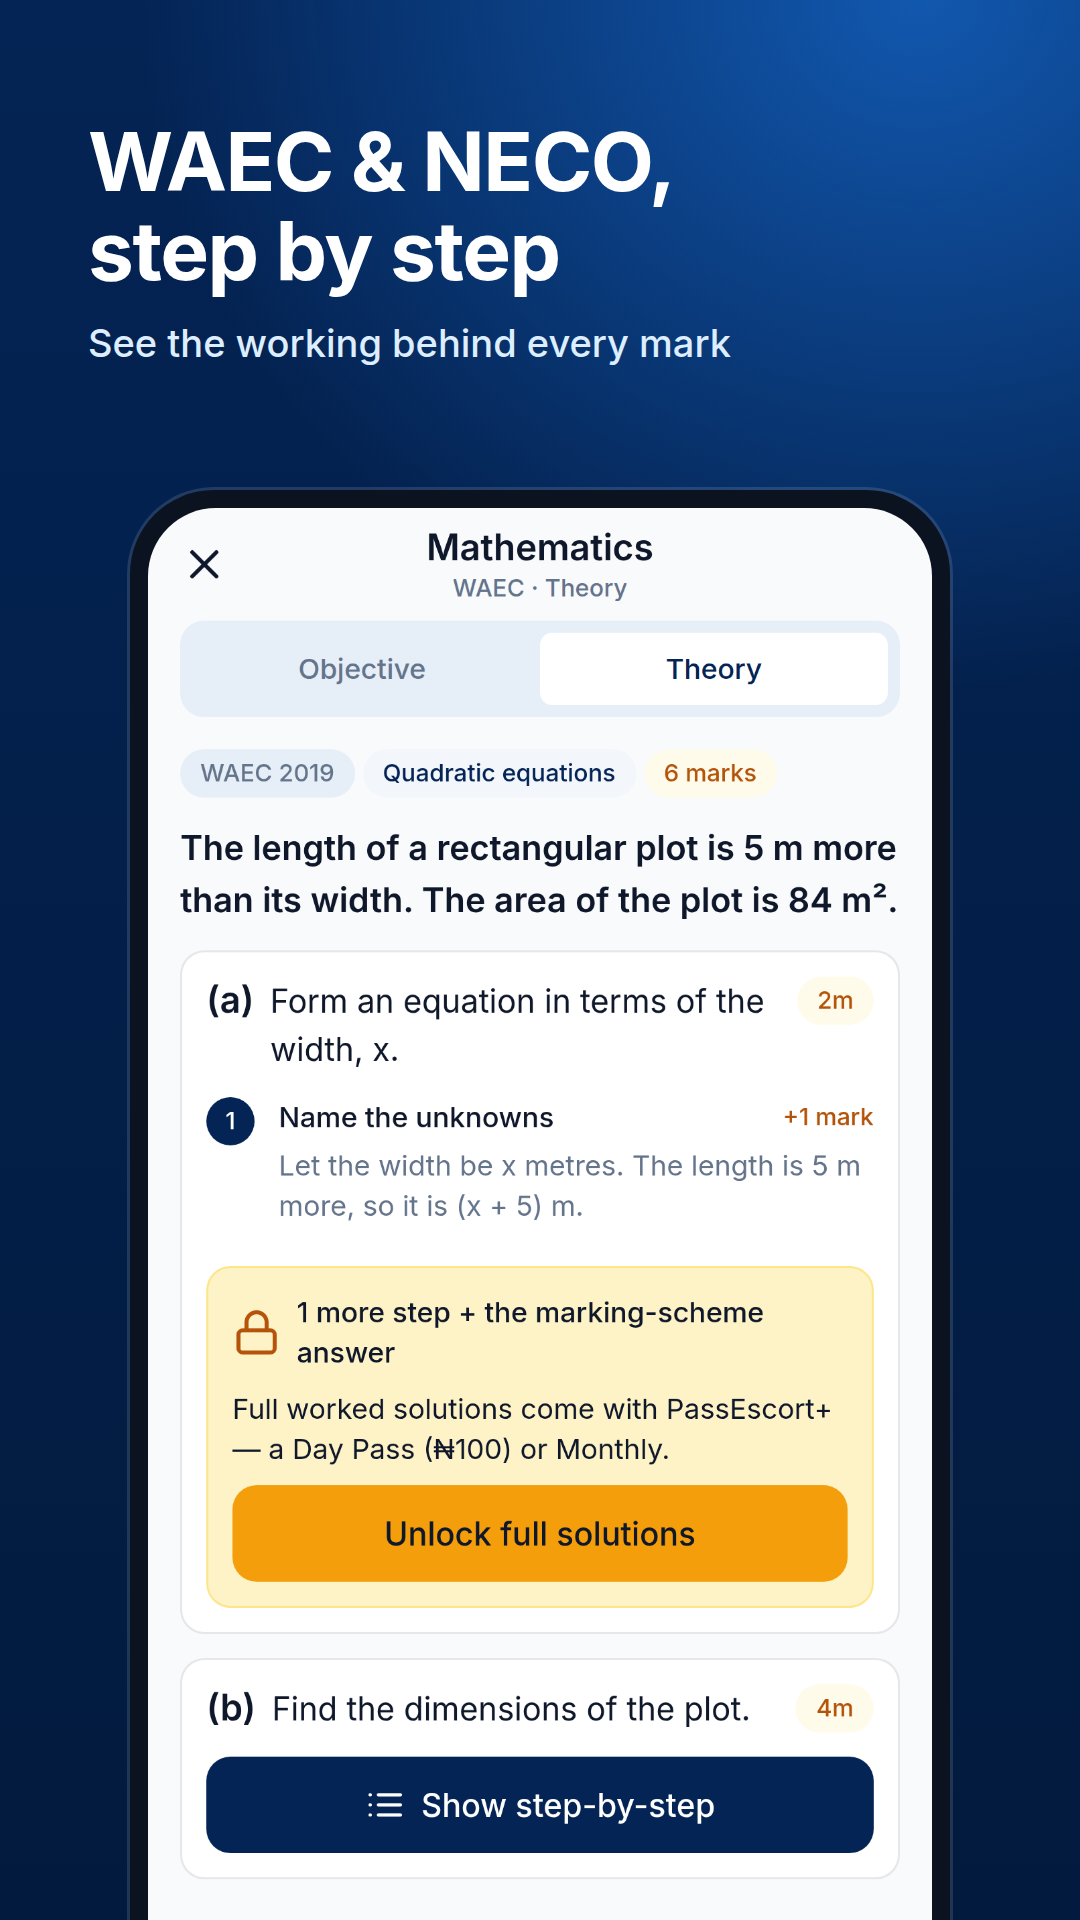 WAEC & NECO,
step by step
See the working behind every mark
Mathematics
WAEC · Theory
Objective
Theory
WAEC 2019
Quadratic equations
6 marks
The length of a rectangular plot is 5 m more
than its width. The area of the plot is 84 m².
(a) Form an equation in terms of the
2m
width, x.
1 Name the unknowns
+1 mark
Let the width be x metres. The length is 5 m
more, so it is (x + 5) m.
1 more step + the marking-scheme
answer
Full worked solutions come with PassEscort+
— a Day Pass (₦100) or Monthly.
Unlock full solutions
(b) Find the dimensions of the plot.
4m
Show step-by-step